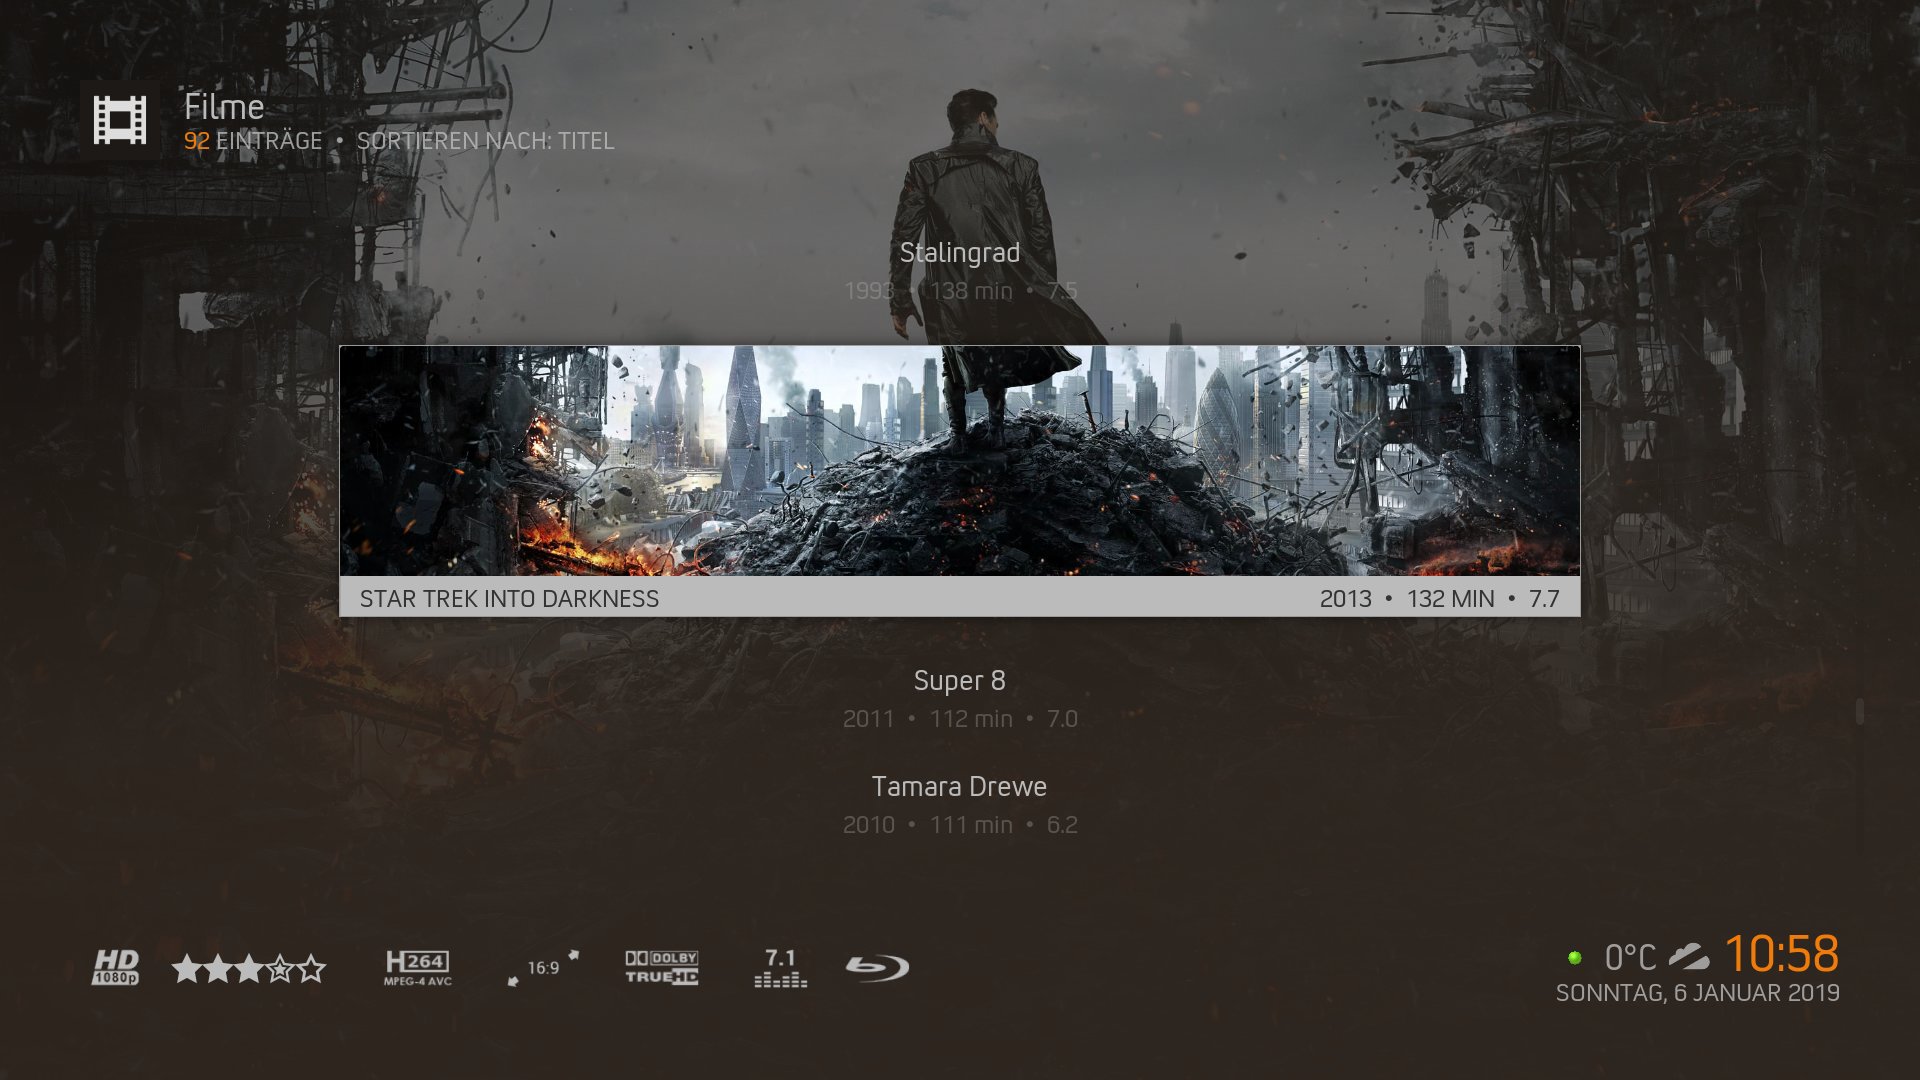 Filme
92 EINTRÄGE • SORTIEREN NACH: TITEL
Stalingrad
1993 • 138 min • 7.5
STAR TREK INTO DARKNESS 2013 • 132 MIN • 7.7
Super 8
2011 • 112 min • 7.0
Tamara Drewe
2010 • 111 min • 6.2
HD
1080p
H264
MPEG-4 AVC
16:9
DOLBY
TRUEHD
7.1
0°C 10:58
SONNTAG, 6 JANUAR 2019